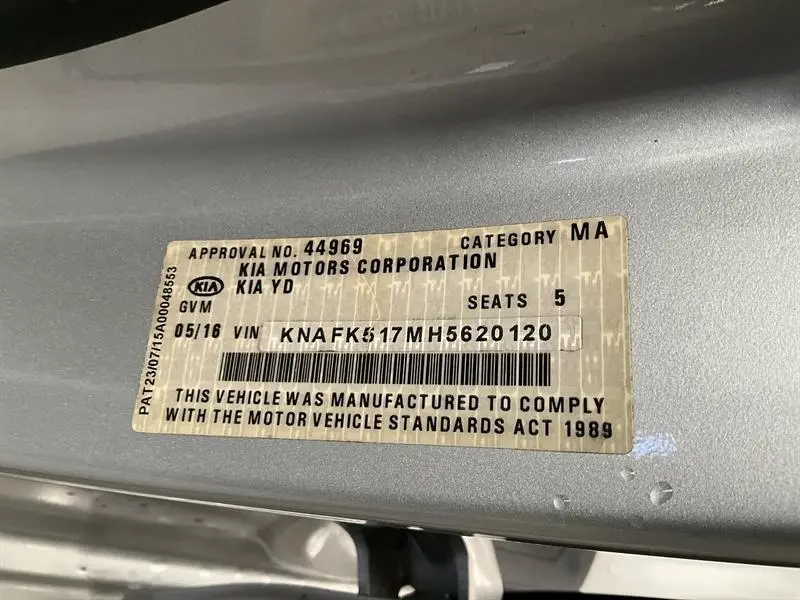 APPROVAL NO. 44969 CATEGORY MA
KIA MOTORS CORPORATION
KIA KIA YD
GVM SEATS 5
05/16 VIN KNAFK517MH5620120
THIS VEHICLE WAS MANUFACTURED TO COMPLY
WITH THE MOTOR VEHICLE STANDARDS ACT 1989
PAT23/07/15A00048553